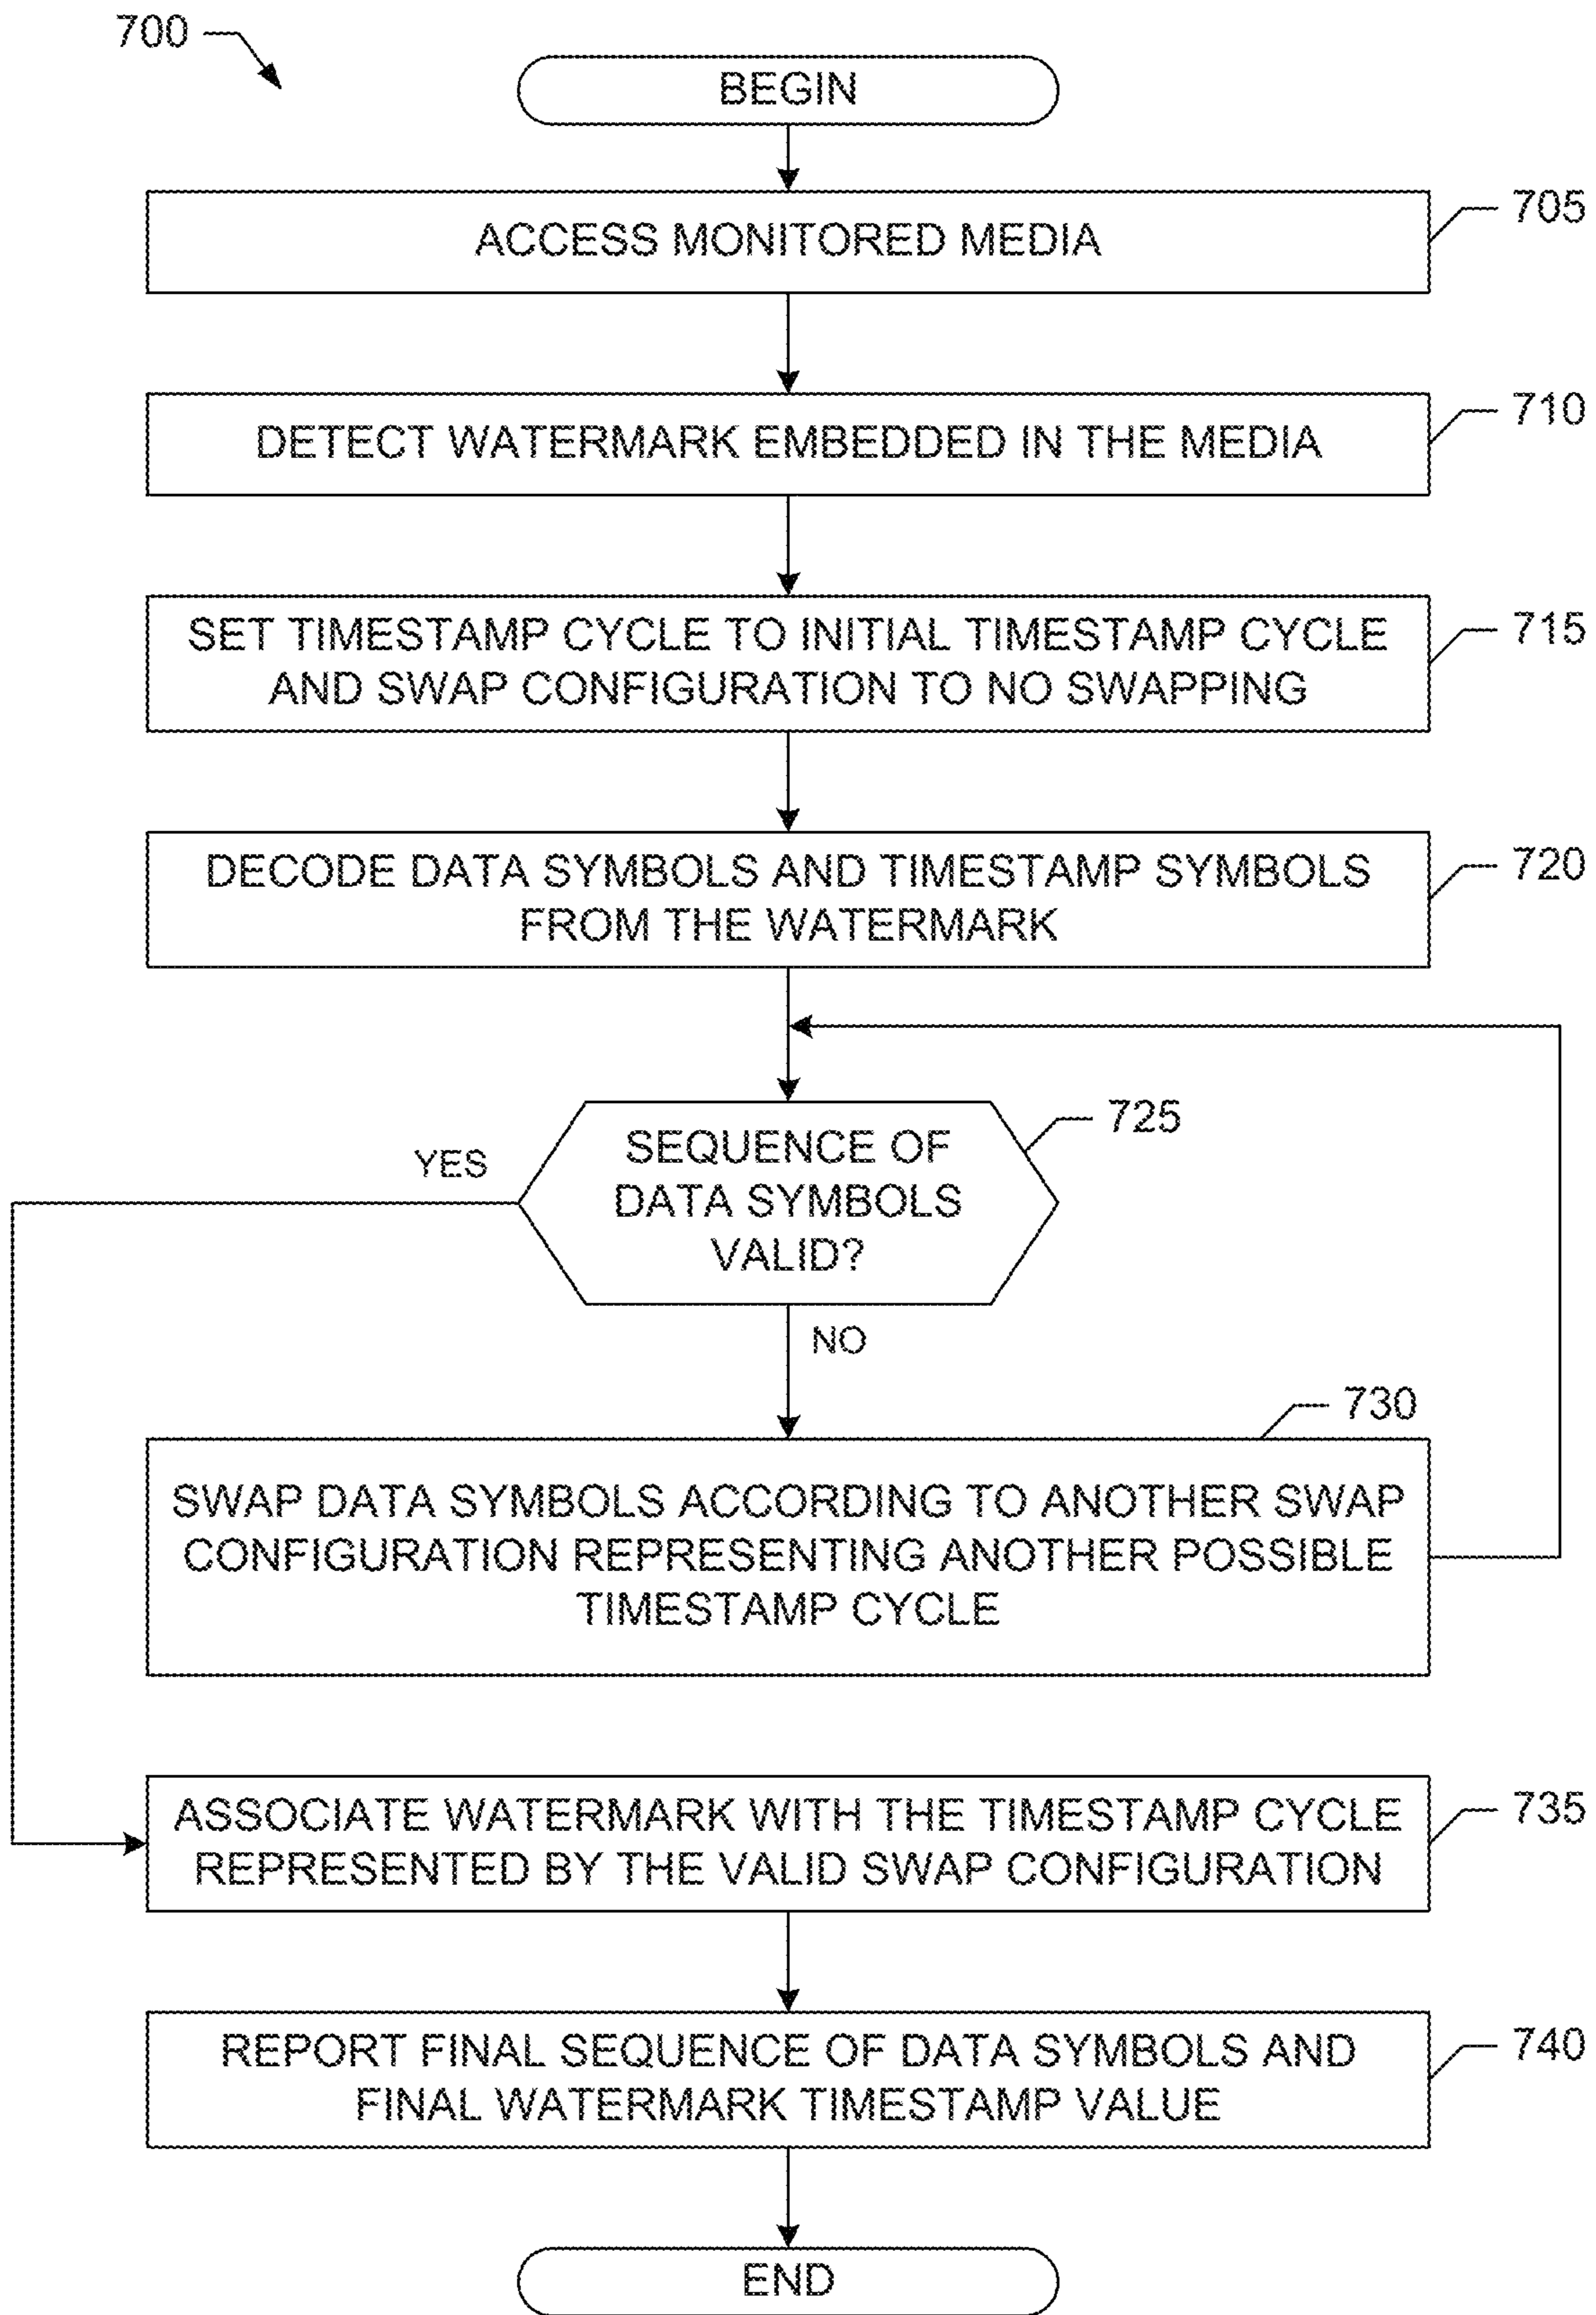 700
BEGIN
ACCESS MONITORED MEDIA
705
DETECT WATERMARK EMBEDDED IN THE MEDIA
710
SET TIMESTAMP CYCLE TO INITIAL TIMESTAMP CYCLE
AND SWAP CONFIGURATION TO NO SWAPPING
715
DECODE DATA SYMBOLS AND TIMESTAMP SYMBOLS
FROM THE WATERMARK
720
SEQUENCE OF
DATA SYMBOLS
VALID?
725
YES
NO
730
SWAP DATA SYMBOLS ACCORDING TO ANOTHER SWAP
CONFIGURATION REPRESENTING ANOTHER POSSIBLE
TIMESTAMP CYCLE
ASSOCIATE WATERMARK WITH THE TIMESTAMP CYCLE
REPRESENTED BY THE VALID SWAP CONFIGURATION
735
REPORT FINAL SEQUENCE OF DATA SYMBOLS AND
FINAL WATERMARK TIMESTAMP VALUE
740
END